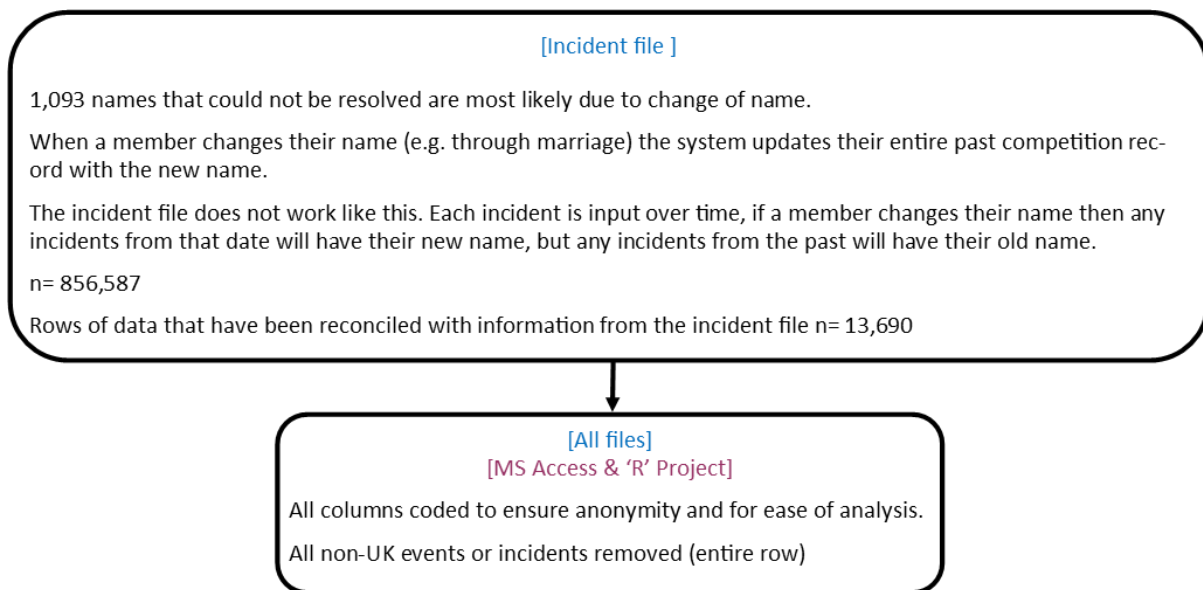 [Incident file ]
1,093 names that could not be resolved are most likely due to change of name.
When a member changes their name (e.g. through marriage) the system updates their entire past competition rec-
ord with the new name.
The incident file does not work like this. Each incident is input over time, if a member changes their name then any
incidents from that date will have their new name, but any incidents from the past will have their old name.
n= 856,587
Rows of data that have been reconciled with information from the incident file n= 13,690
[All files]
[MS Access & ‘R’ Project]
All columns coded to ensure anonymity and for ease of analysis.
All non-UK events or incidents removed (entire row)